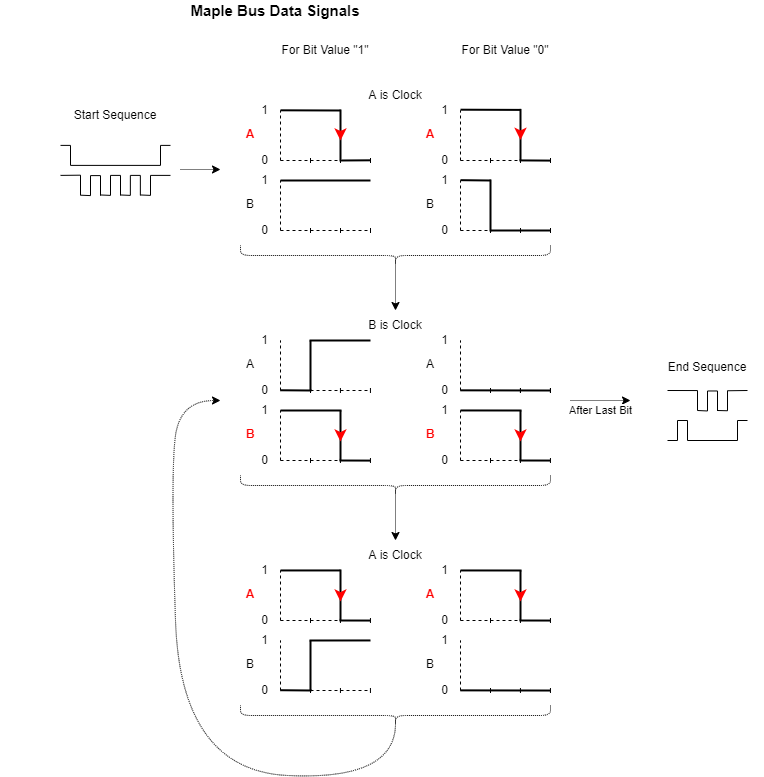 Maple Bus Data Signals
For Bit Value "1"
For Bit Value "0"
Start Sequence
A is Clock
1
A
0
1
A
0
1
B
0
1
B
0
B is Clock
1
A
0
1
A
0
1
B
0
1
B
0
After Last Bit
End Sequence
A is Clock
1
A
0
1
A
0
1
B
0
1
B
0